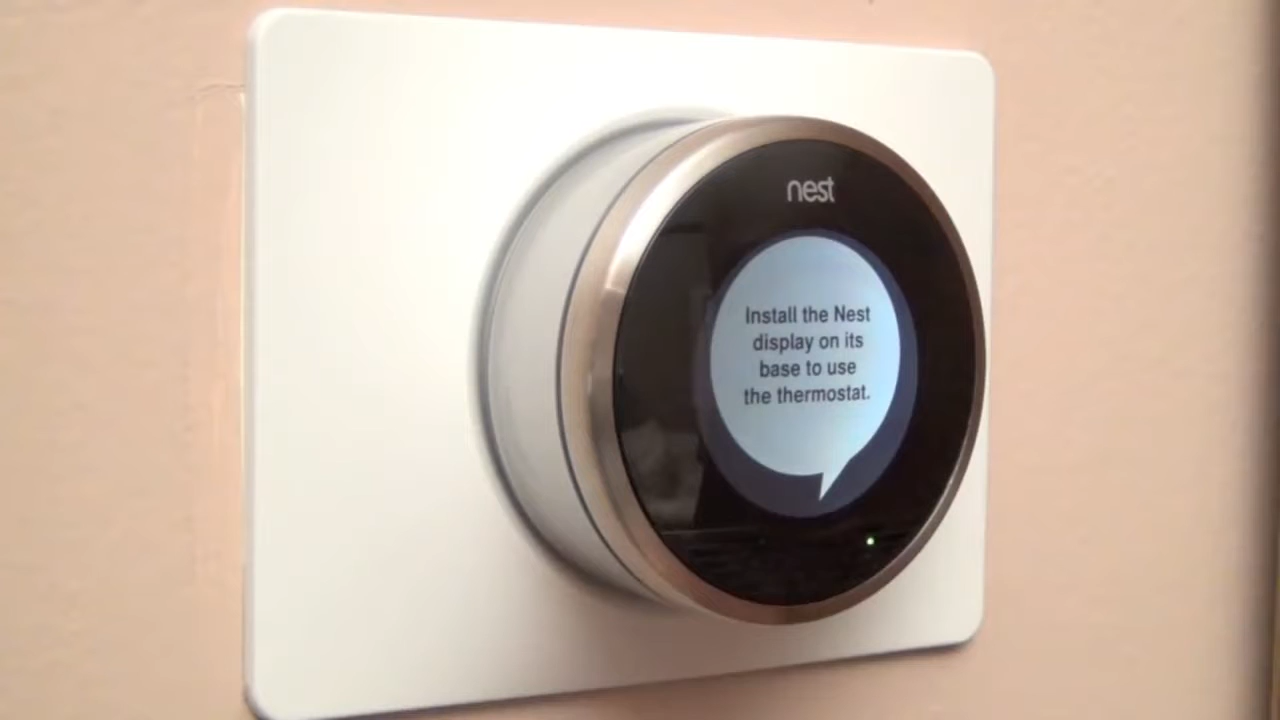 nest
Install the Nest
display on its
base to use
the thermostat.